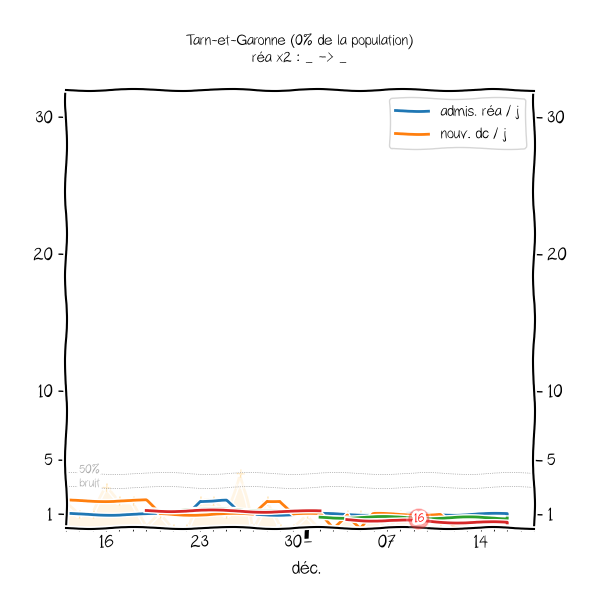 Tarn-et-Garonne (0% de la population)
réa x2 : _ -> _
admis. réa / j
nouv. dc / j
30
30
20
20
10
10
5
5
50%
bruit
1
1
16
16
23
30
07
14
déc.